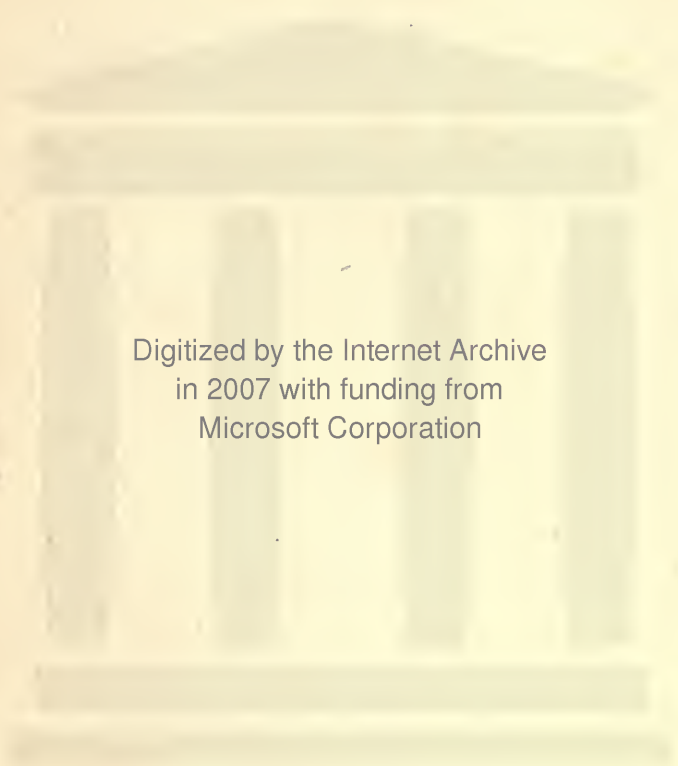 Digitized by the Internet Archive
in 2007 with funding from
Microsoft Corporation